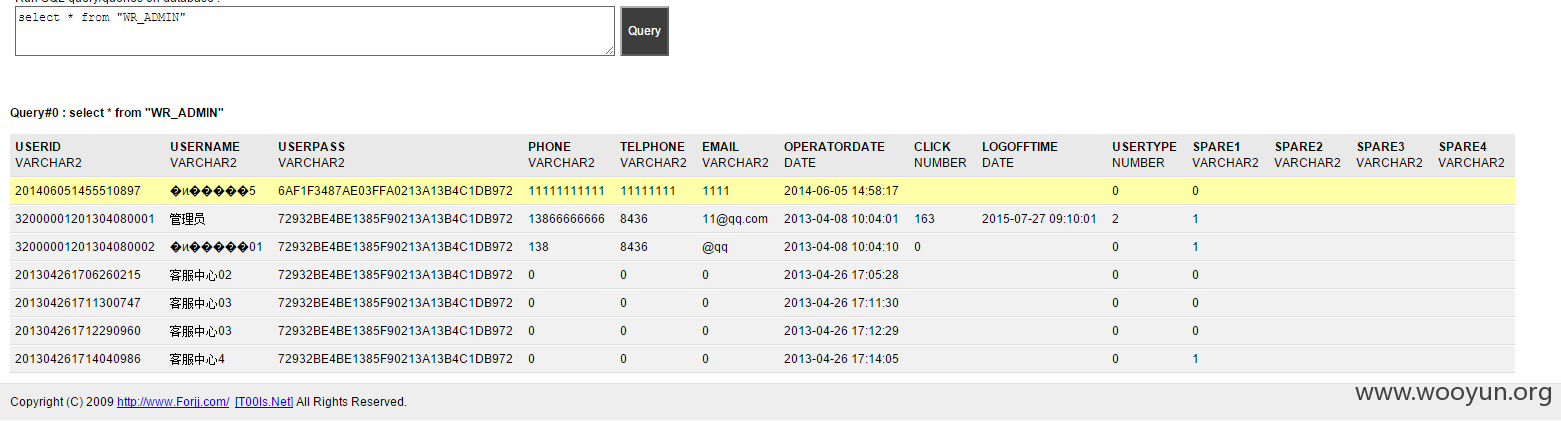 Run SQL query/queries on database :
select * from "WR_ADMIN"
Query
Query#0 : select * from "WR_ADMIN"
USERID USERNAME USERPASS PHONE TELPHONE EMAIL OPERATORDATE CLICK LOGOFFTIME USERTYPE SPARE1 SPARE2 SPARE3 SPARE4
VARCHAR2 VARCHAR2 VARCHAR2 VARCHAR2 VARCHAR2 VARCHAR2 DATE NUMBER DATE NUMBER VARCHAR2 VARCHAR2 VARCHAR2 VARCHAR2
201406051455510897 �и�����5 6AF1F3487AE03FFA0213A13B4C1DB972 11111111111 11111111 1111 2014-06-05 14:58:17 0 0
32000001201304080001 管理员 72932BE4BE1385F90213A13B4C1DB972 13866666666 8436 11@qq.com 2013-04-08 10:04:01 163 2015-07-27 09:10:01 2 1
32000001201304080002 �и�����01 72932BE4BE1385F90213A13B4C1DB972 138 8436 @qq 2013-04-08 10:04:10 0 0 1
201304261706260215 客服中心02 72932BE4BE1385F90213A13B4C1DB972 0 0 0 2013-04-26 17:05:28 0 0
201304261711300747 客服中心03 72932BE4BE1385F90213A13B4C1DB972 0 0 0 2013-04-26 17:11:30 0 0
201304261712290960 客服中心03 72932BE4BE1385F90213A13B4C1DB972 0 0 0 2013-04-26 17:12:29 0 0
201304261714040986 客服中心4 72932BE4BE1385F90213A13B4C1DB972 0 0 0 2013-04-26 17:14:05 0 1
Copyright (C) 2009 http://www.Forjj.com/ [T00ls.Net] All Rights Reserved.
www.wooyun.org